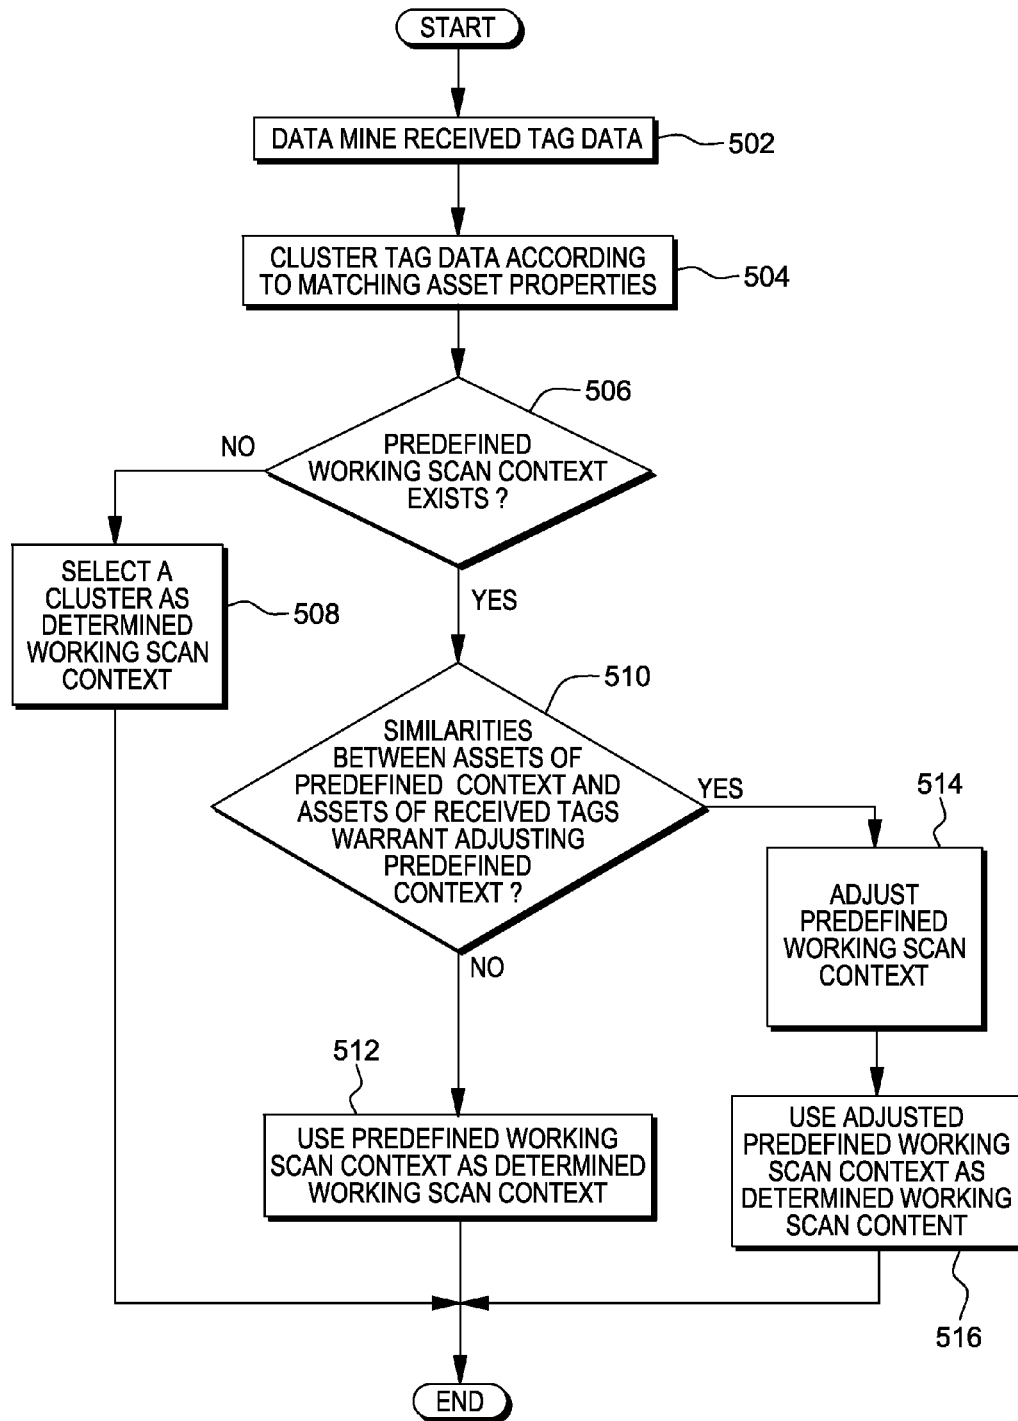 START
DATA MINE RECEIVED TAG DATA
502
CLUSTER TAG DATA ACCORDING
TO MATCHING ASSET PROPERTIES
504
506
PREDEFINED
WORKING SCAN CONTEXT
EXISTS ?
NO
YES
SELECT A
CLUSTER AS
DETERMINED
WORKING SCAN
CONTEXT
508
510
SIMILARITIES
BETWEEN ASSETS OF
PREDEFINED CONTEXT AND
ASSETS OF RECEIVED TAGS
WARRANT ADJUSTING
PREDEFINED
CONTEXT ?
YES
NO
514
ADJUST
PREDEFINED
WORKING SCAN
CONTEXT
512
USE PREDEFINED WORKING
SCAN CONTEXT AS DETERMINED
WORKING SCAN CONTEXT
USE ADJUSTED
PREDEFINED WORKING
SCAN CONTEXT AS
DETERMINED WORKING
SCAN CONTENT
516
END